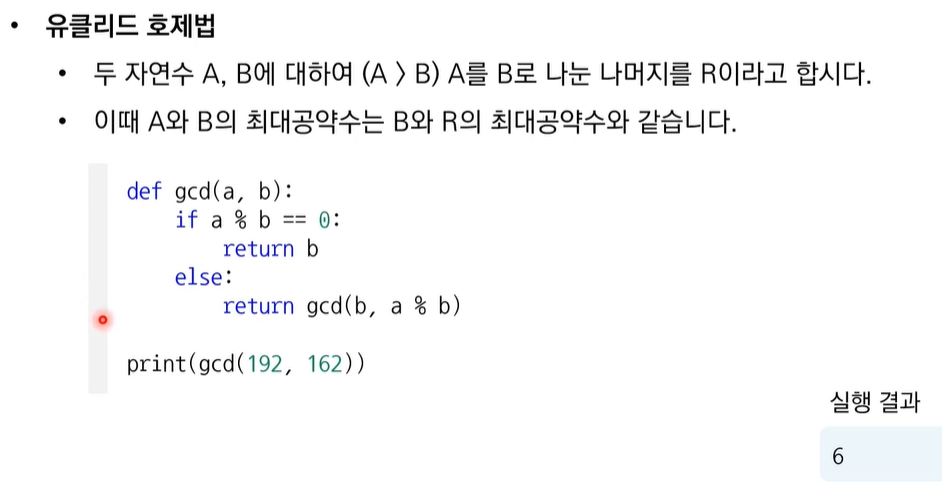 • 유클리드 호제법
• 두 자연수 A, B에 대하여 (A > B) A를 B로 나눈 나머지를 R이라고 합시다.
• 이때 A와 B의 최대공약수는 B와 R의 최대공약수와 같습니다.
def gcd(a, b):
    if a % b == 0:
        return b
    else:
        return gcd(b, a % b)
print(gcd(192, 162))
실행 결과
6